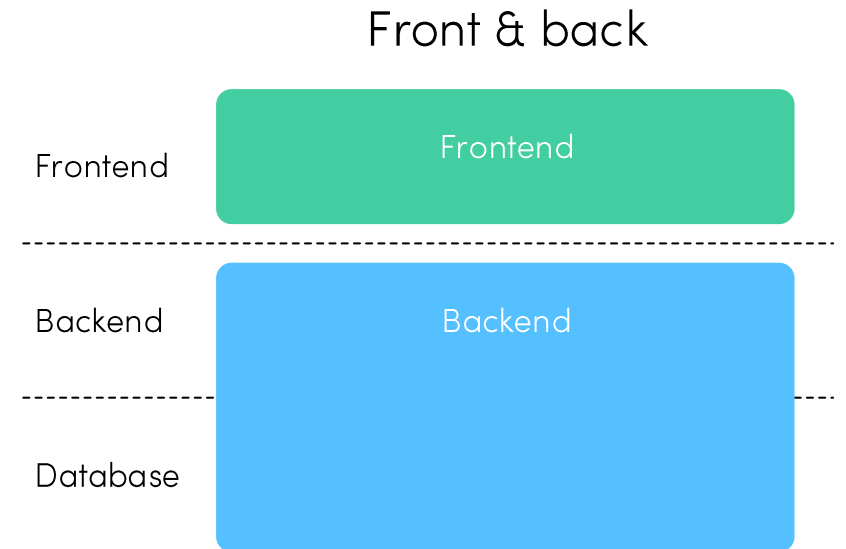 Front & back
Frontend
Frontend
Backend
Backend
Database